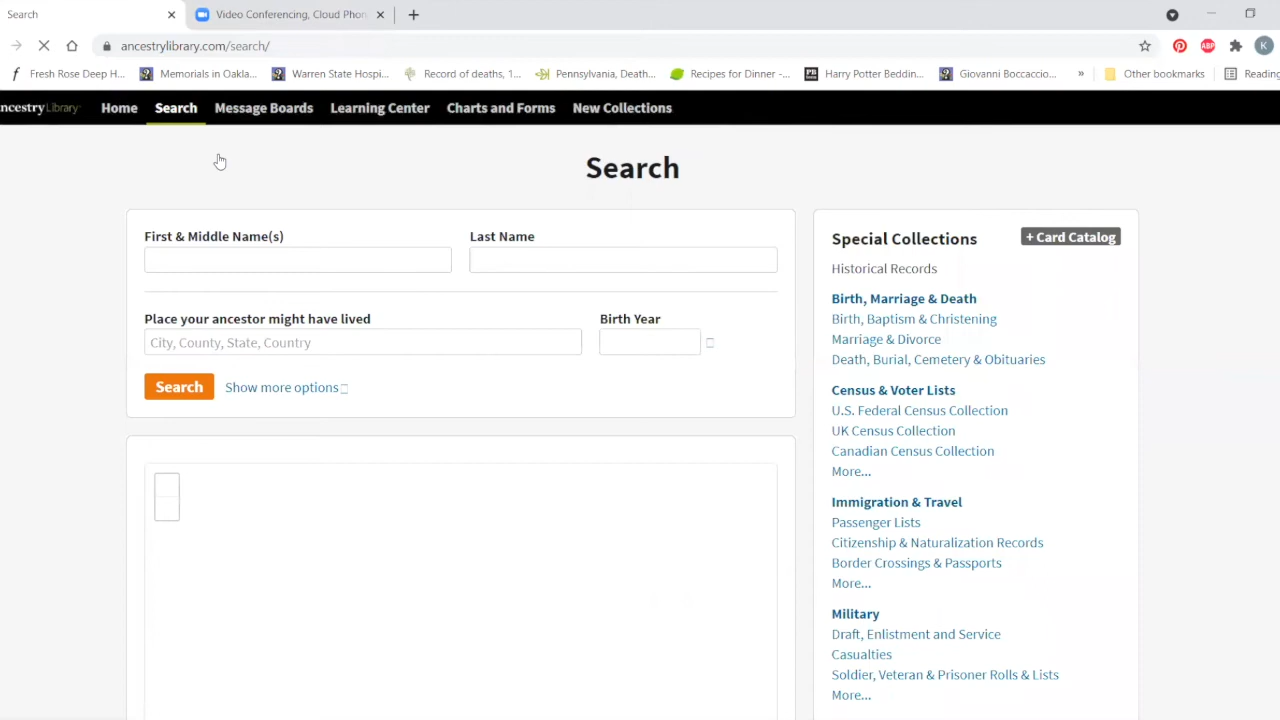 Search
Video Conferencing, Cloud Phon
ancestrylibrary.com/search/
ABP
K
Fresh Rose Deep H...
Memorials in Oakla...
Warren State Hospi...
Record of deaths, 1...
Pennsylvania, Death...
Recipes for Dinner -...
PB
Harry Potter Beddin...
Giovanni Boccaccio...
»
Other bookmarks
Reading
ancestryLibrary
Home
Search
Message Boards
Learning Center
Charts and Forms
New Collections
Search
First & Middle Name(s)
Last Name
Place your ancestor might have lived
Birth Year
City, County, State, Country
Search
Show more options
Special Collections
+ Card Catalog
Historical Records
Birth, Marriage & Death
Birth, Baptism & Christening
Marriage & Divorce
Death, Burial, Cemetery & Obituaries
Census & Voter Lists
U.S. Federal Census Collection
UK Census Collection
Canadian Census Collection
More...
Immigration & Travel
Passenger Lists
Citizenship & Naturalization Records
Border Crossings & Passports
More...
Military
Draft, Enlistment and Service
Casualties
Soldier, Veteran & Prisoner Rolls & Lists
More...